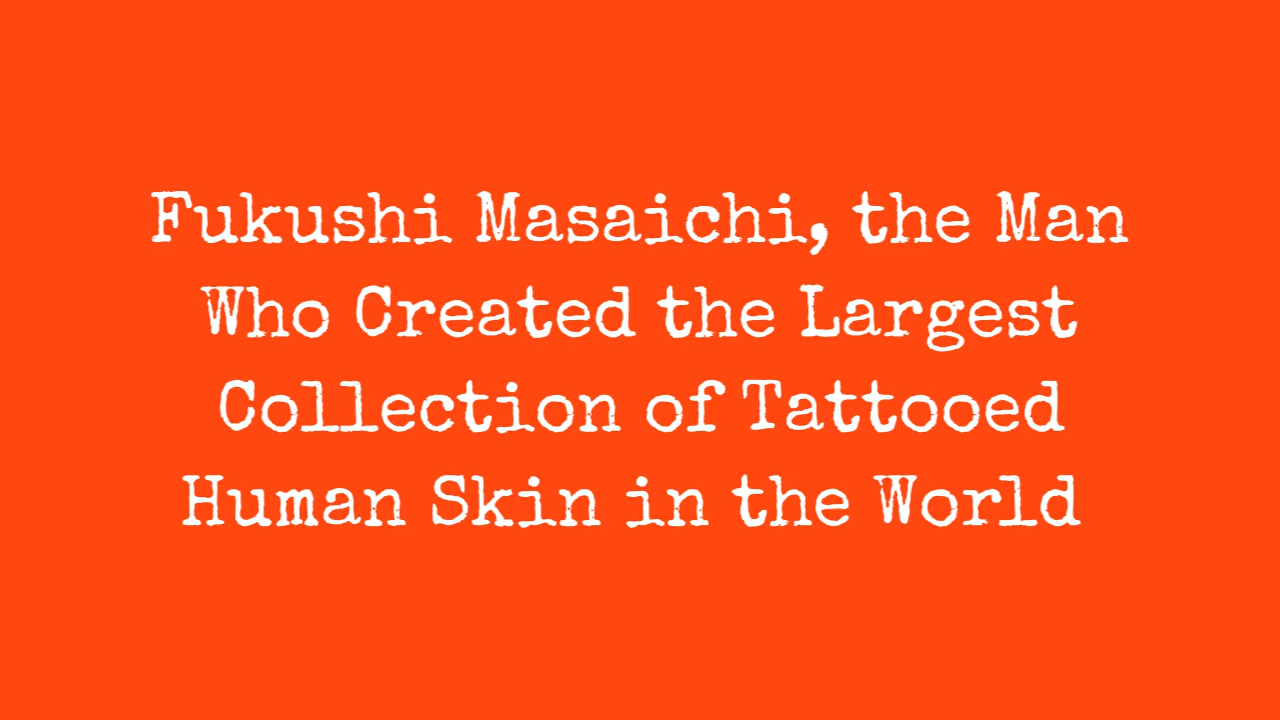 Fukushi Masaichi, the Man
Who Created the Largest
Collection of Tattooed
Human Skin in the World